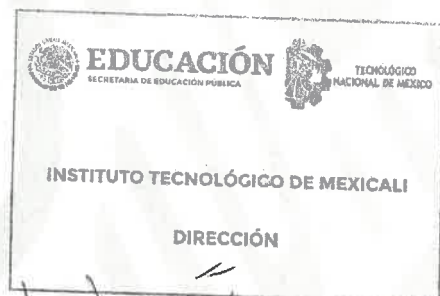 EDUCACIÓN
SECRETARÍA DE EDUCACIÓN PÚBLICA
TECNOLÓGICO
NACIONAL DE MÉXICO
INSTITUTO TECNOLÓGICO DE MEXICALI
DIRECCIÓN